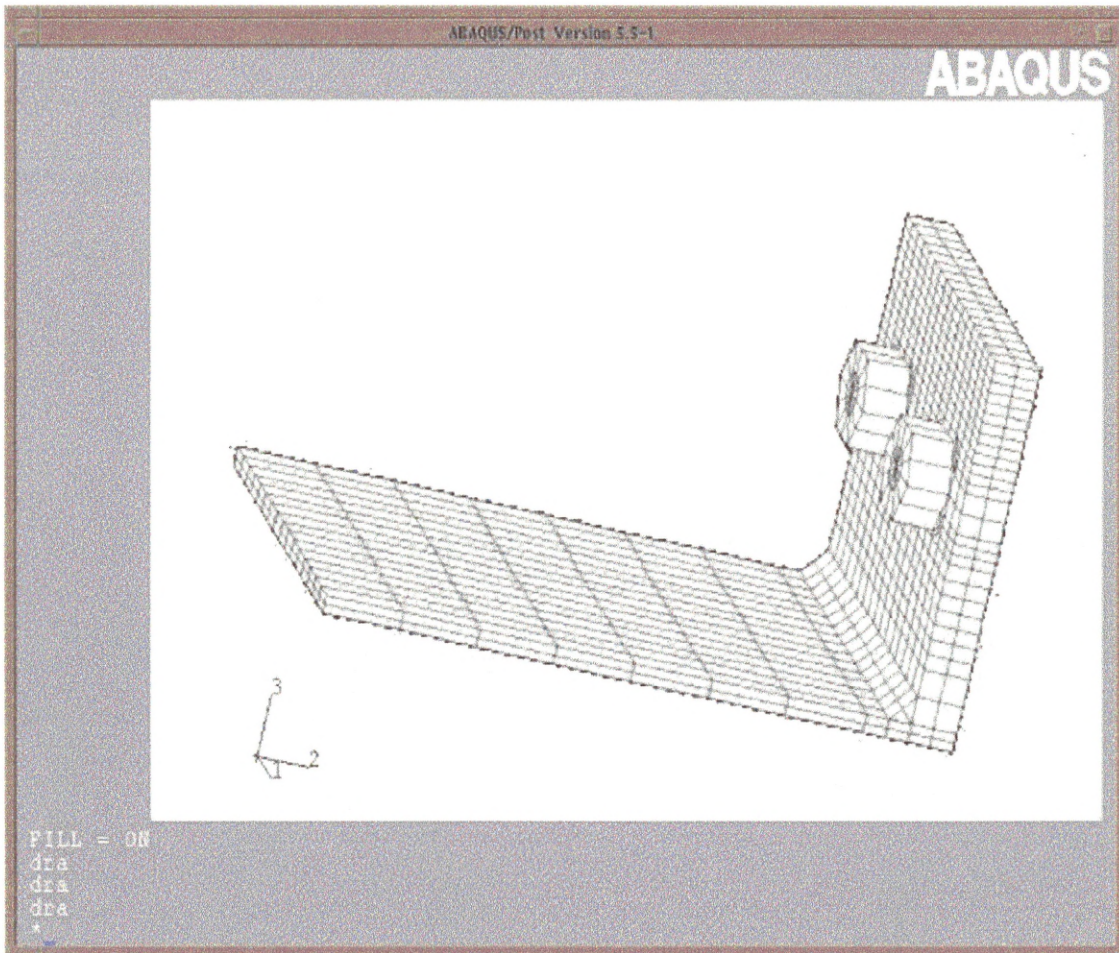 ABAQUS/Post Version 5.5-1
ABAQUS
3
2
1
FILL = ON
dra
dra
dra
*